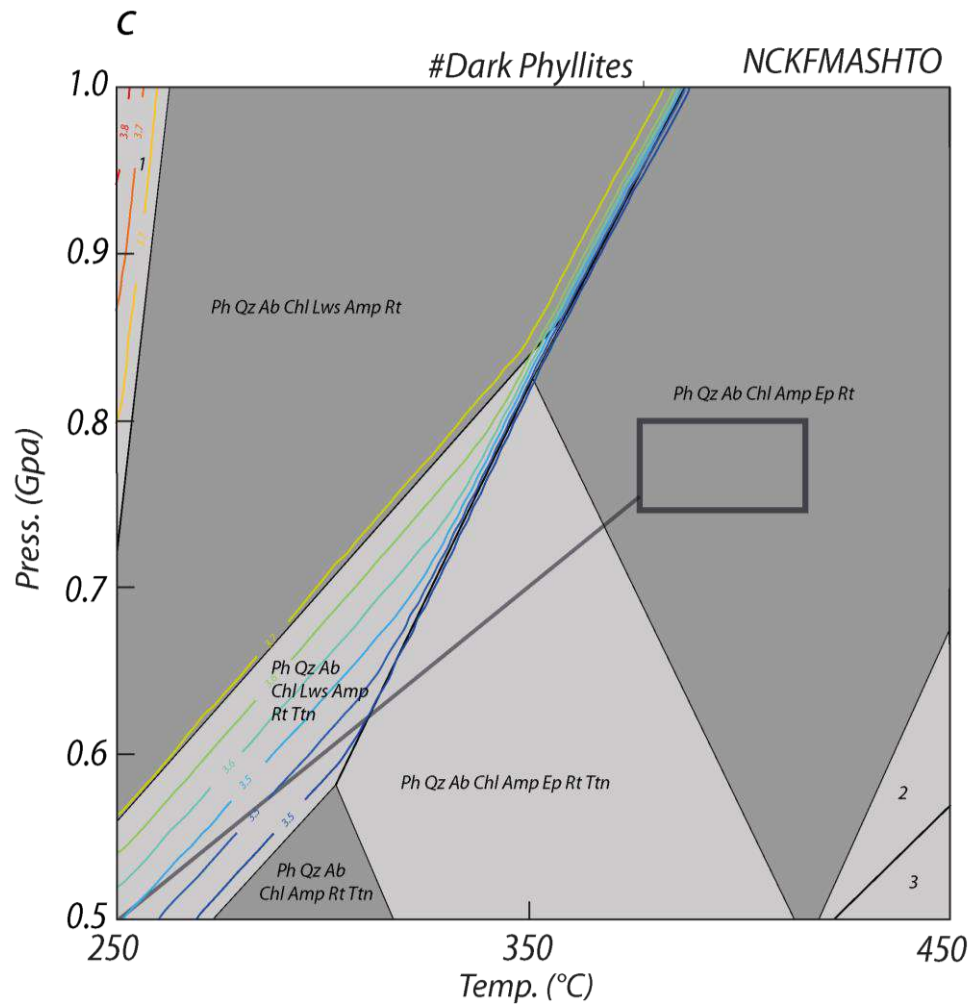 c
#Dark Phyllites NCKFMASHTO
1.0
3.8
3.7
1
0.9
Ph Qz Ab Chl Lws Amp Rt
0.8
Ph Qz Ab Chl Amp Ep Rt
Press. (Gpa)
0.7
Ph Qz Ab
Chl Lws Amp
Rt Ttn
0.6
3.6
3.5
3.5
3.5
Ph Qz Ab Chl Amp Ep Rt Ttn
2
3
Ph Qz Ab
Chl Amp Rt Ttn
0.5
250
350
450
Temp. (°C)